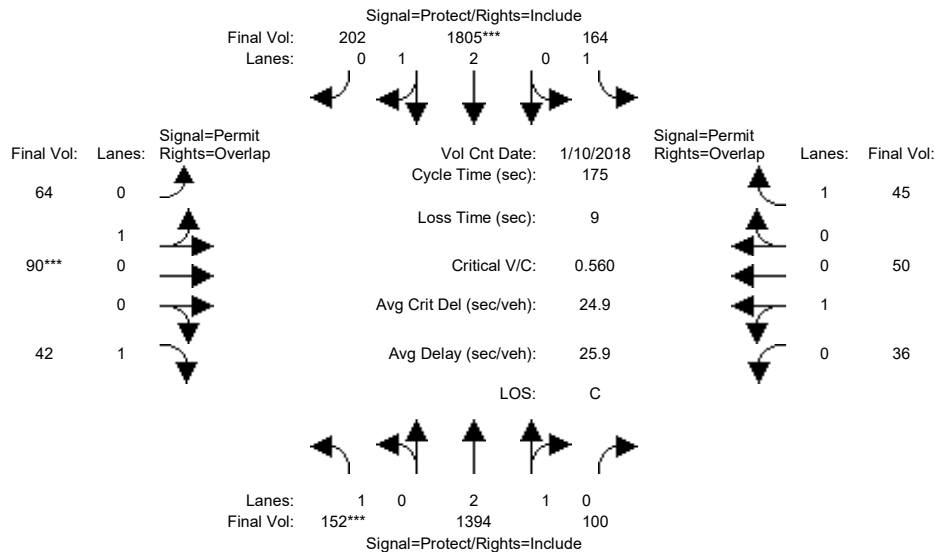 Signal=Protect/Rights=Include
Final Vol: 202 1805*** 164
Lanes: 0 1 2 0 1
Signal=Permit
Final Vol: Lanes: Rights=Overlap
Vol Cnt Date: 1/10/2018
Signal=Permit
Rights=Overlap Lanes: Final Vol:
Cycle Time (sec): 175
64 0
1 45
Loss Time (sec): 9
1
0
90*** 0
Critical V/C: 0.560
0 50
0
Avg Crit Del (sec/veh): 24.9
1
42 1
Avg Delay (sec/veh): 25.9
0 36
LOS: C
Lanes: 1 0 2 1 0
Final Vol: 152*** 1394 100
Signal=Protect/Rights=Include